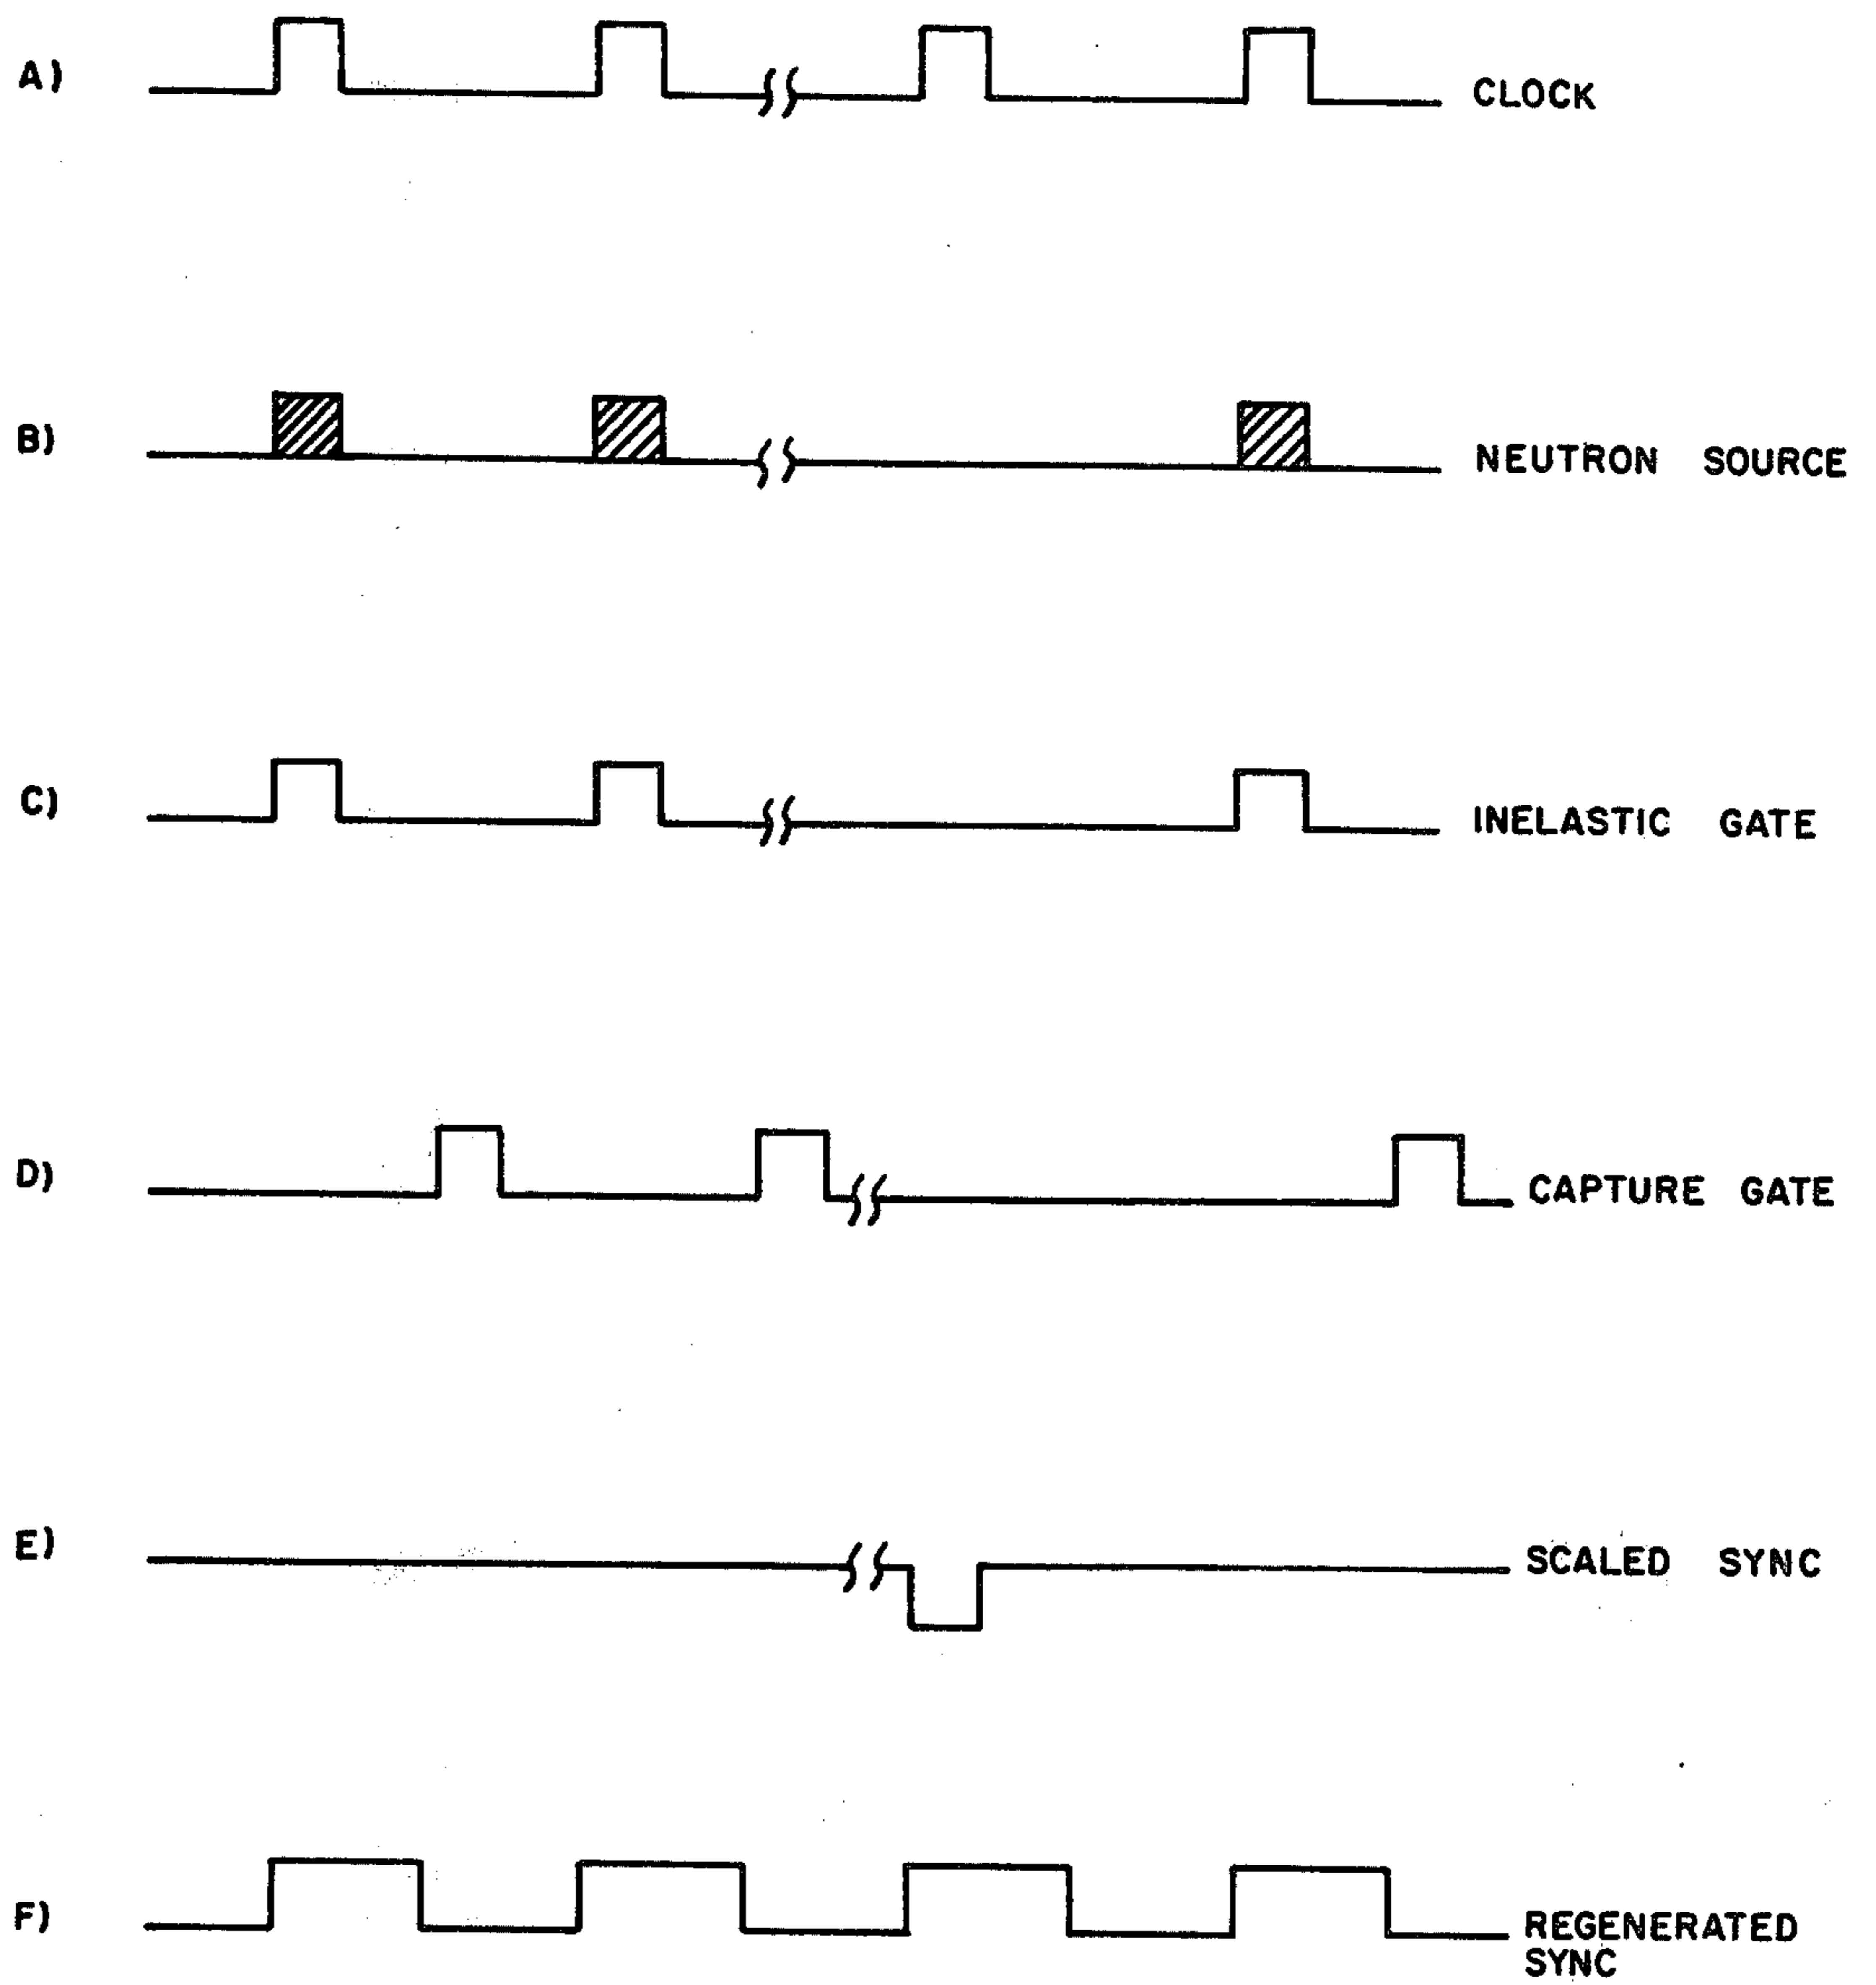 A) CLOCK
B) NEUTRON SOURCE
C) INELASTIC GATE
D) CAPTURE GATE
E) SCALED SYNC
F) REGENERATED
SYNC